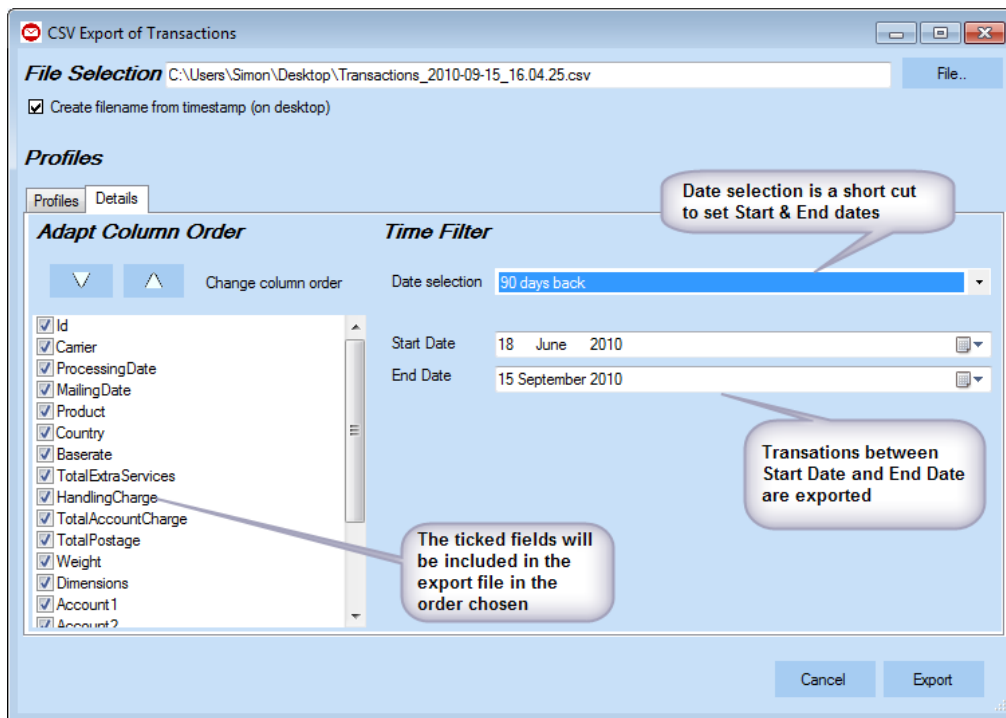 CSV Export of Transactions
File Selection C:\Users\Simon\Desktop\Transactions_2010-09-15_16.04.25.csv File..
Create filename from timestamp (on desktop)
Profiles
Profiles Details
Date selection is a short cut
to set Start & End dates
Adapt Column Order
Change column order
Id
Carrier
ProcessingDate
MailingDate
Product
Country
Baserate
TotalExtraServices
HandlingCharge
TotalAccountCharge
TotalPostage
Weight
Dimensions
Account1
Account2
The ticked fields will
be included in the
export file in the
order chosen
Time Filter
Date selection 90 days back
Start Date 18 June 2010
End Date 15 September 2010
Transations between
Start Date and End Date
are exported
Cancel Export